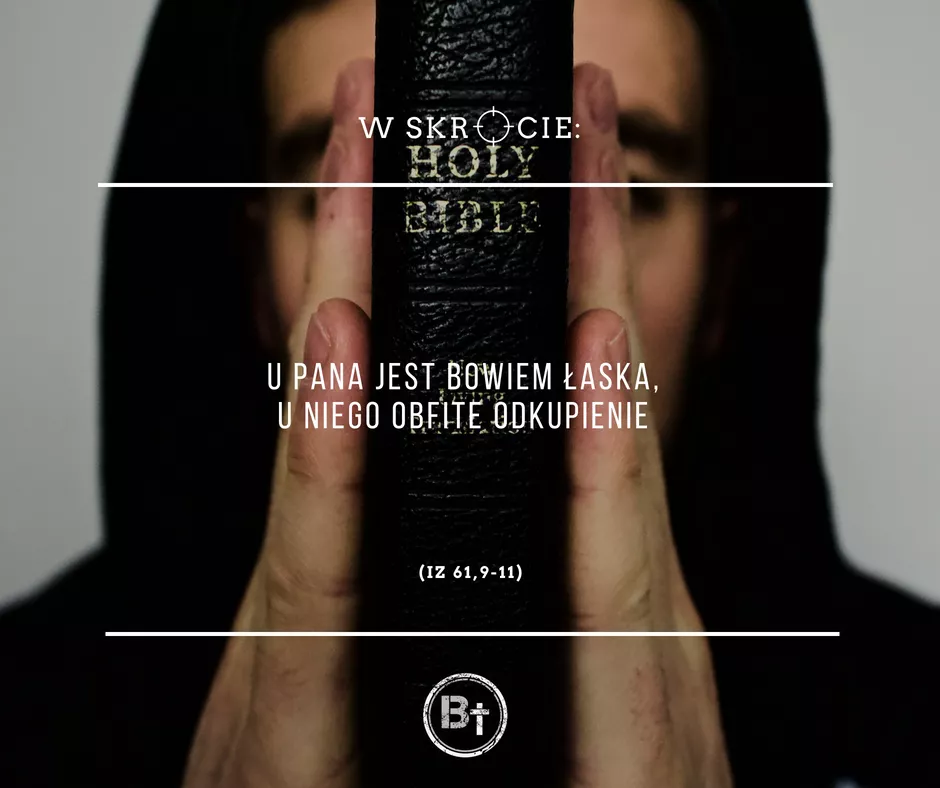 W SKRÓCIE:
HOLY
BIBLE
U PANA JEST BOWIEM ŁASKA,
U NIEGO OBFITE ODKUPIENIE
(IZ 61,9-11)
B†